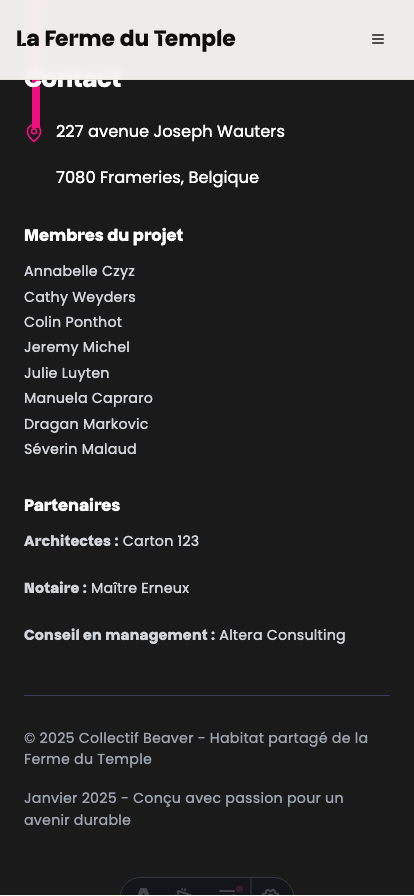 La Ferme du Temple
Contact
227 avenue Joseph Wauters
7080 Frameries, Belgique
Membres du projet
Annabelle Czyz
Cathy Weyders
Colin Ponthot
Jeremy Michel
Julie Luyten
Manuela Capraro
Dragan Markovic
Séverin Malaud
Partenaires
Architectes : Carton 123
Notaire : Maître Erneux
Conseil en management : Altera Consulting
© 2025 Collectif Beaver - Habitat partagé de la
Ferme du Temple
Janvier 2025 - Conçu avec passion pour un
avenir durable